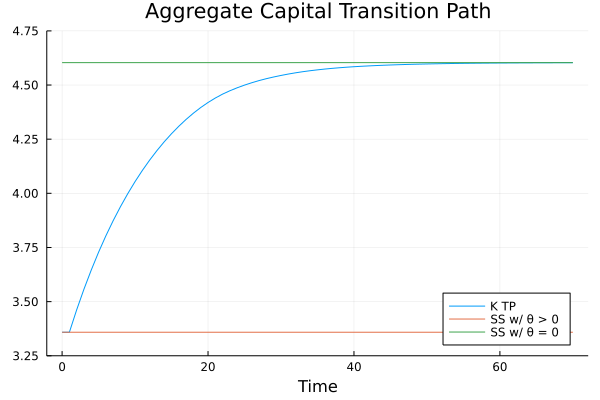 Aggregate Capital Transition Path
4.75
4.50
4.25
4.00
3.75
3.50
3.25
K TP
SS w/ θ > 0
SS w/ θ = 0
0 20 40 60
Time